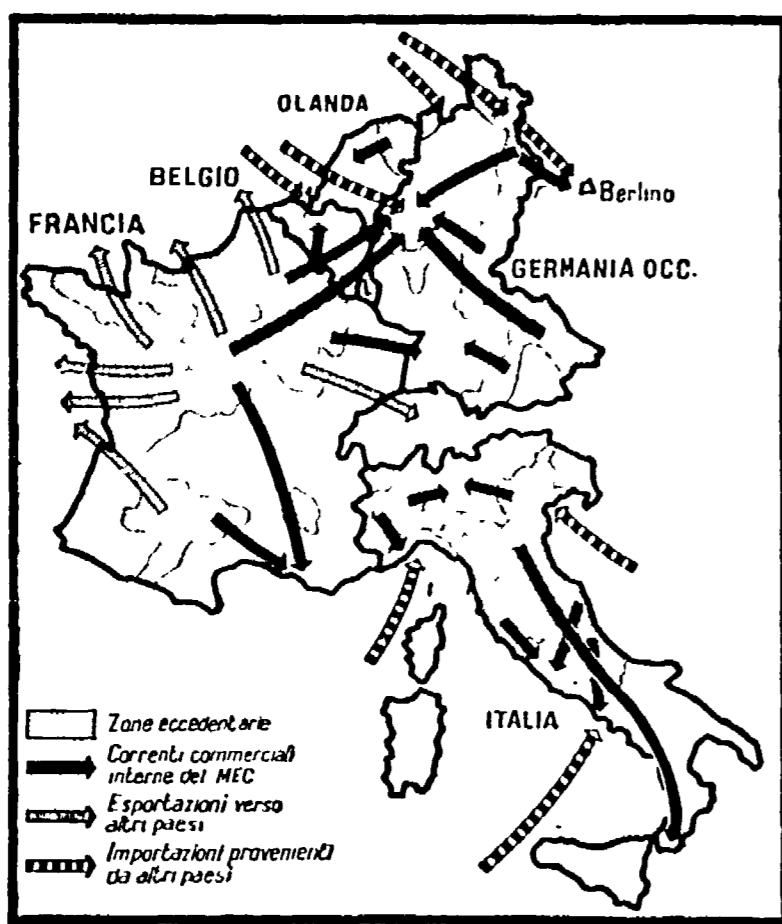 OLANDA
BELGIO
Berlino
FRANCIA
GERMANIA OCC.
ITALIA
Zone eccedentarie
Correnti commerciali
interne del MEC
Esportazioni verso
altri paesi
Importazioni provenienti
da altri paesi